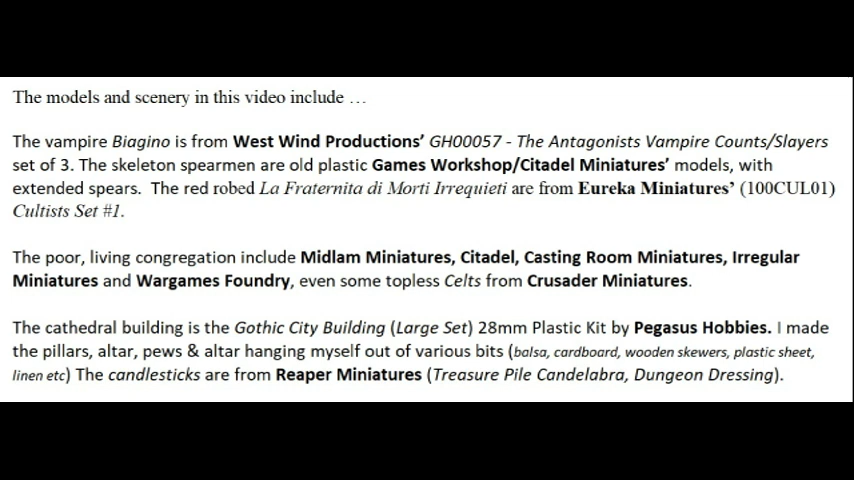 The models and scenery in this video include …
The vampire Biagino is from West Wind Productions’ GH00057 - The Antagonists Vampire Counts/Slayers
set of 3. The skeleton spearmen are old plastic Games Workshop/Citadel Miniatures’ models, with
extended spears. The red robed La Fraternita di Morti Irrequieti are from Eureka Miniatures’ (100CUL01)
Cultists Set #1.
The poor, living congregation include Midlam Miniatures, Citadel, Casting Room Miniatures, Irregular
Miniatures and Wargames Foundry, even some topless Celts from Crusader Miniatures.
The cathedral building is the Gothic City Building (Large Set) 28mm Plastic Kit by Pegasus Hobbies. I made
the pillars, altar, pews & altar hanging myself out of various bits (balsa, cardboard, wooden skewers, plastic sheet,
linen etc) The candlesticks are from Reaper Miniatures (Treasure Pile Candelabra, Dungeon Dressing).